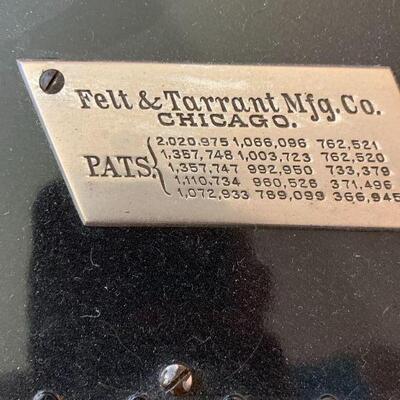 Felt & Tarrant Mfg. Co.
CHICAGO.
PATS.
2,020,975 1,066,096 762,521
1,357,748 1,003,723 762,520
1,357,747 992,950 733,379
1,110,734 960,526 371,496
1,072,933 769,099 366,945